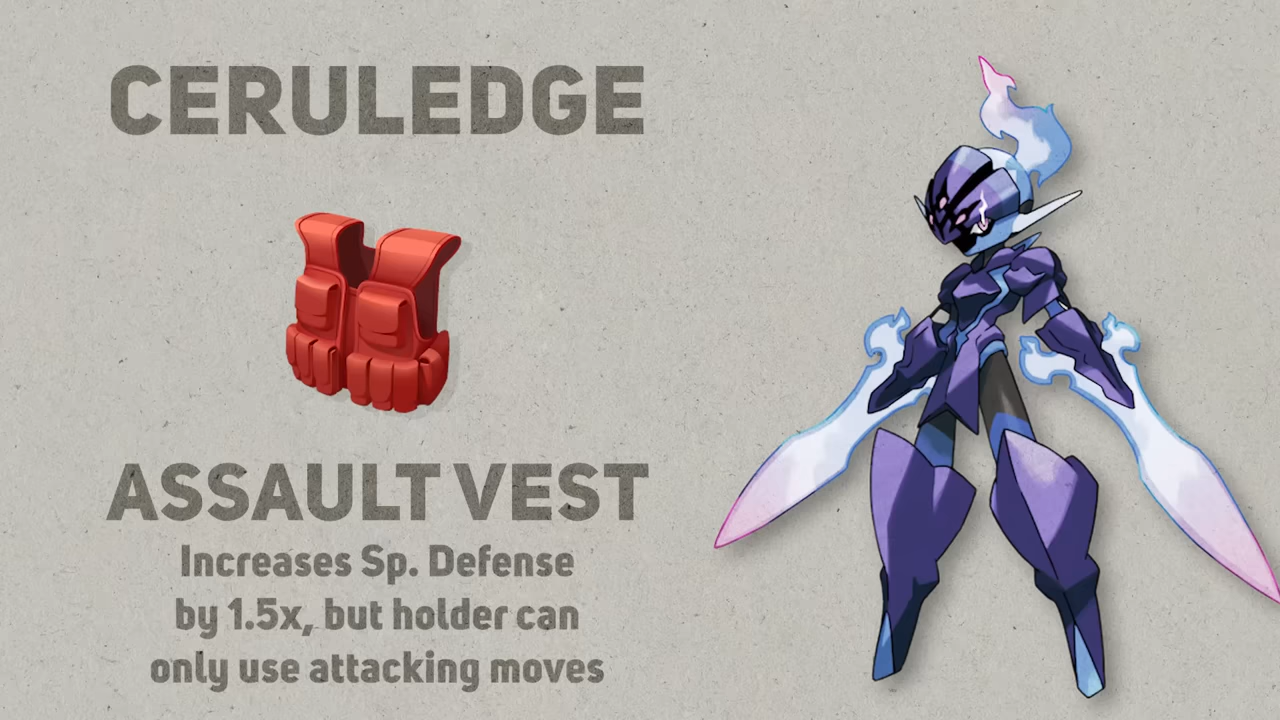 CERULEDGE
ASSAULT VEST
Increases Sp. Defense
by 1.5x, but holder can
only use attacking moves